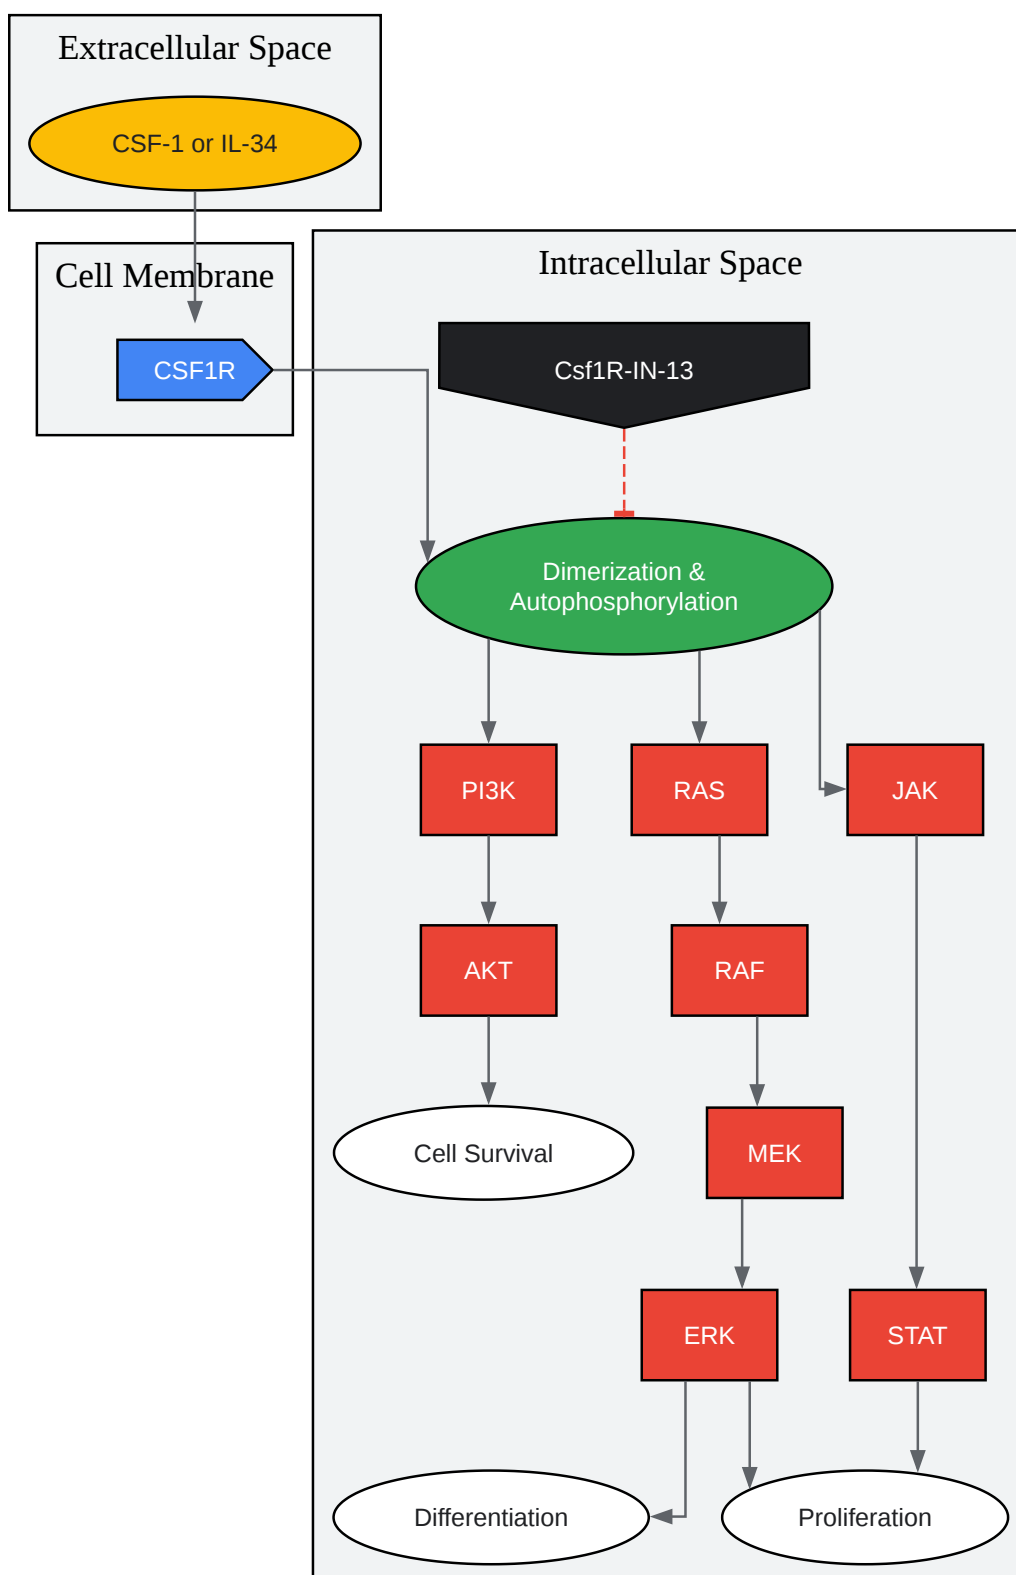 Extracellular Space
CSF-1 or IL-34
Cell Membrane
CSF1R
Intracellular Space
Csf1R-IN-13
Dimerization &
Autophosphorylation
PI3K
RAS
JAK
AKT
RAF
Cell Survival
MEK
ERK
STAT
Differentiation
Proliferation